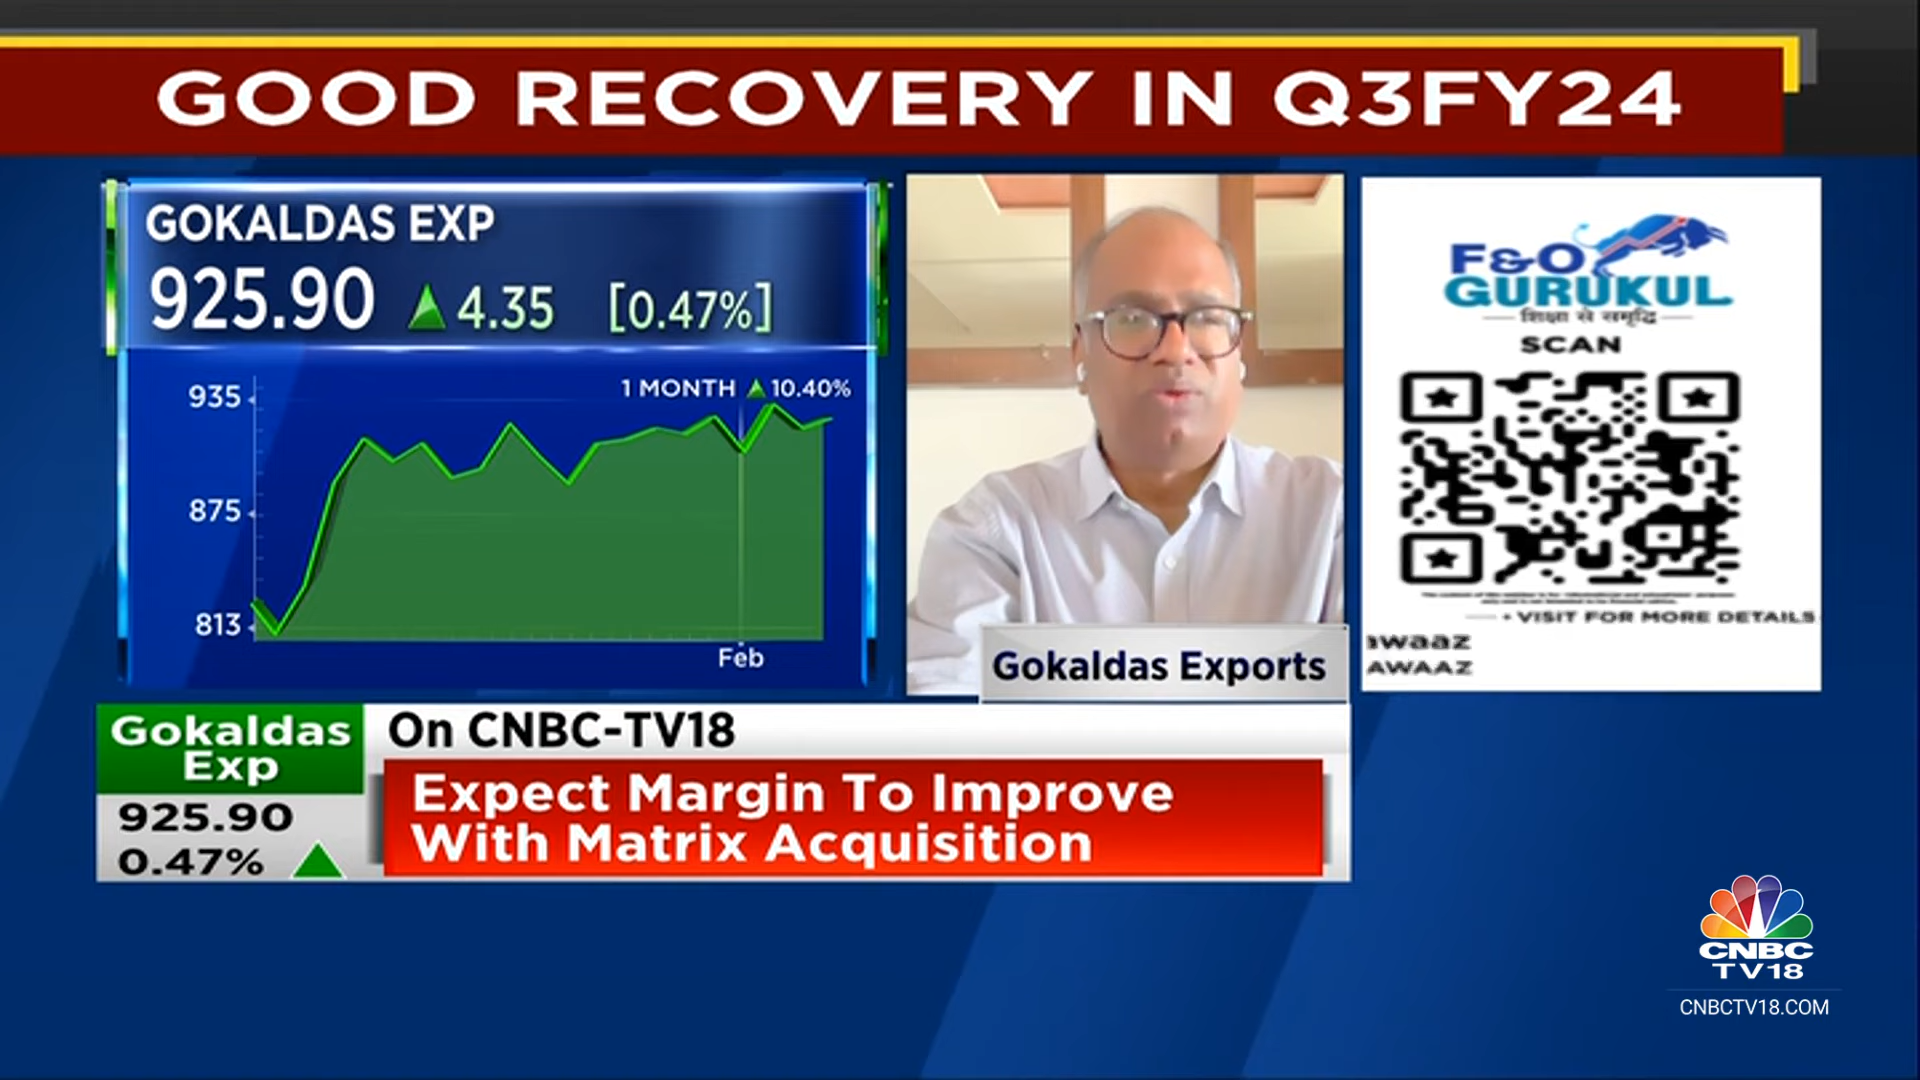 GOOD RECOVERY IN Q3FY24
GOKALDAS EXP
925.90 ▲ 4.35 [0.47%]
1 MONTH ▲ 10.40%
935
875
813
Feb
Gokaldas Exports
F&O
GURUKUL
शिक्षा से समृद्धि
SCAN
VISIT FOR MORE DETAILS
awaaz
AWAAZ
Gokaldas
Exp
925.90
0.47% ▲
On CNBC-TV18
Expect Margin To Improve
With Matrix Acquisition
CNBC
TV18
CNBCTV18.COM